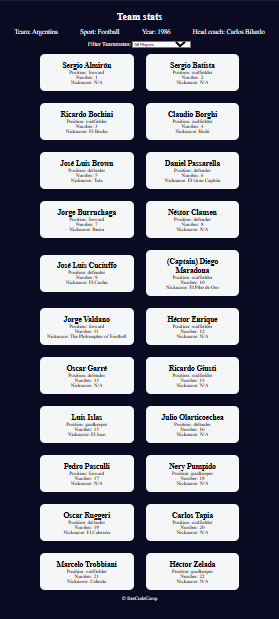 Team stats
Team: Argentina Sport: Football Year: 1986 Head coach: Carlos Bilardo
Filter Teammates: All Players
Sergio Almirón
Position: forward
Number: 1
Nickname: N/A
Sergio Batista
Position: midfielder
Number: 2
Nickname: N/A
Ricardo Bochini
Position: midfielder
Number: 3
Nickname: El Bocha
Claudio Borghi
Position: midfielder
Number: 4
Nickname: Bichi
José Luis Brown
Position: defender
Number: 5
Nickname: Tata
Daniel Passarella
Position: defender
Number: 6
Nickname: El Gran Capitán
Jorge Burruchaga
Position: forward
Number: 7
Nickname: Burru
Néstor Clausen
Position: defender
Number: 8
Nickname: N/A
José Luis Cuciuffo
Position: defender
Number: 9
Nickname: El Cuchu
(Captain) Diego
Maradona
Position: midfielder
Number: 10
Nickname: El Pibe de Oro
Jorge Valdano
Position: forward
Number: 11
Nickname: The Philosopher of Football
Héctor Enrique
Position: midfielder
Number: 12
Nickname: N/A
Oscar Garré
Position: defender
Number: 13
Nickname: N/A
Ricardo Giusti
Position: midfielder
Number: 14
Nickname: N/A
Luis Islas
Position: goalkeeper
Number: 15
Nickname: El loco
Julio Olarticoechea
Position: defender
Number: 16
Nickname: N/A
Pedro Pasculli
Position: forward
Number: 17
Nickname: N/A
Nery Pumpido
Position: goalkeeper
Number: 18
Nickname: N/A
Oscar Ruggeri
Position: defender
Number: 19
Nickname: El Cabezón
Carlos Tapia
Position: midfielder
Number: 20
Nickname: N/A
Marcelo Trobbiani
Position: midfielder
Number: 21
Nickname: Calesita
Héctor Zelada
Position: goalkeeper
Number: 22
Nickname: N/A
© freeCodeCamp